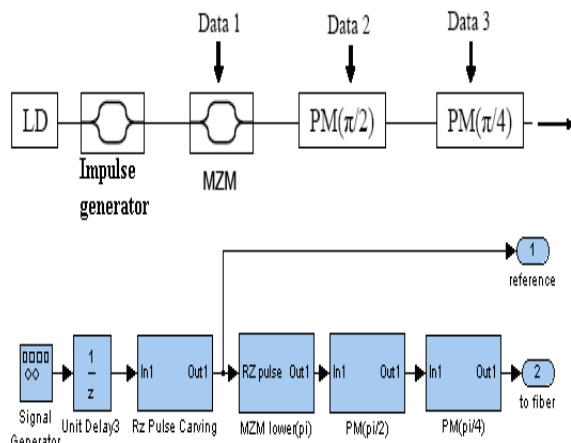 Data 1
Data 2
Data 3
LD
PM(π/2)
PM(π/4)
Impulse
generator
MZM
1
reference
1
z
In1 Out1
RZ pulse Out1
In1 Out1
In1 Out1
2
to fiber
Signal
Generator
Unit Delay3
Rz Pulse Carving
MZM lower(pi)
PM(pi/2)
PM(pi/4)